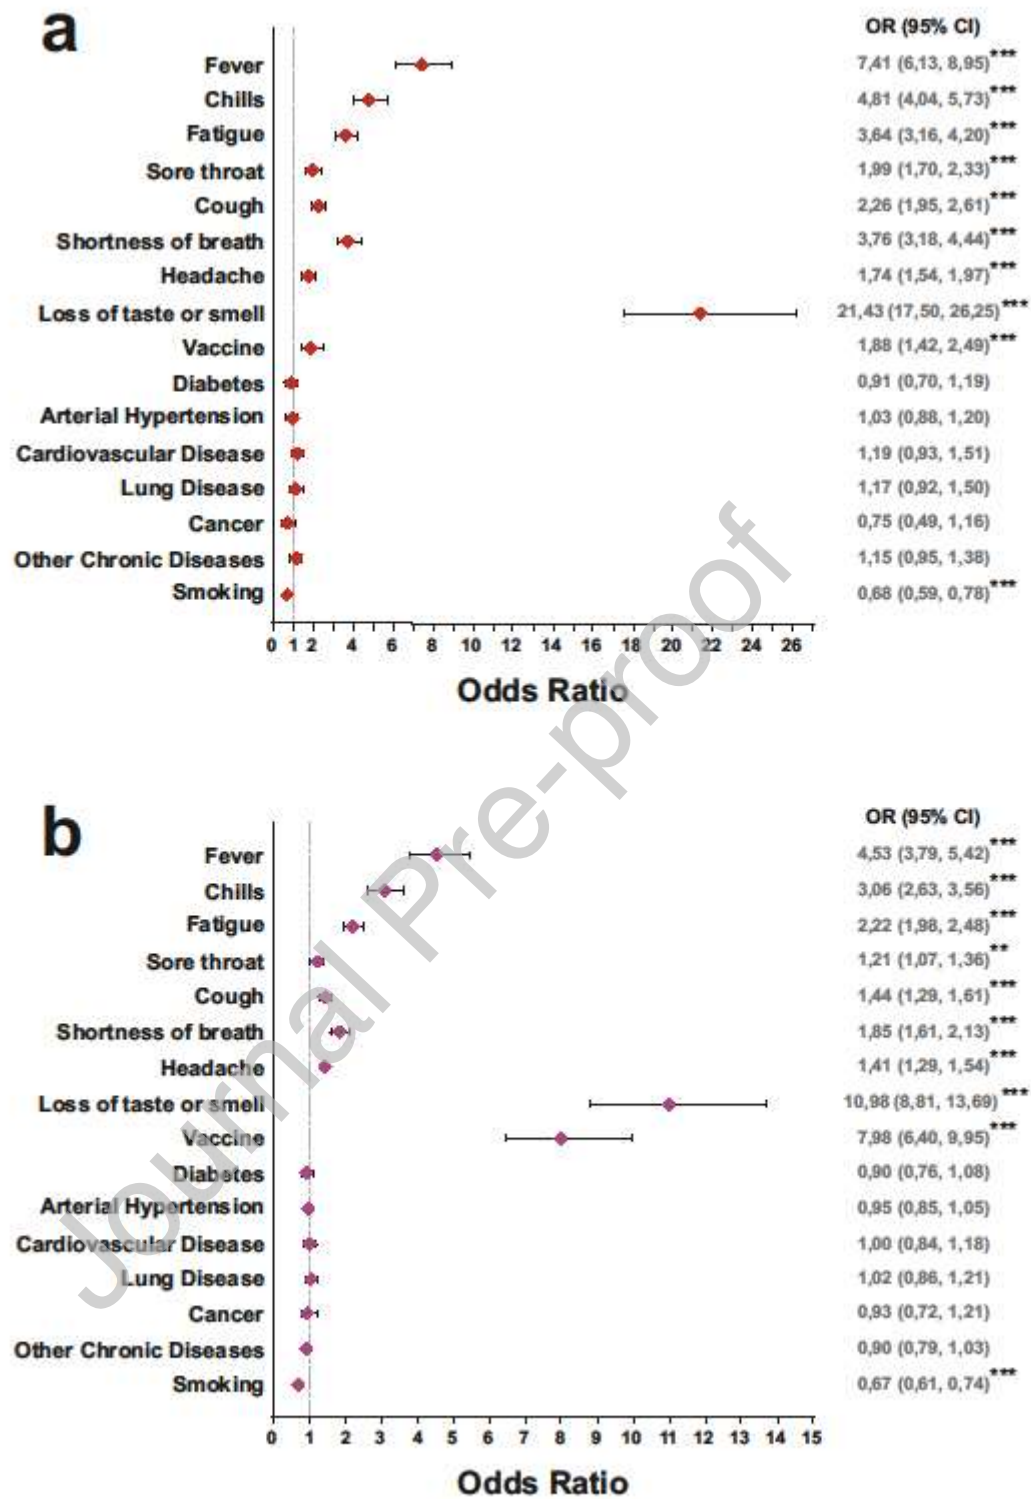 a
OR (95% CI)
Fever 7,41 (6,13, 8,95)***
Chills 4,81 (4,04, 5,73)***
Fatigue 3,64 (3,16, 4,20)***
Sore throat 1,99 (1,70, 2,33)***
Cough 2,26 (1,95, 2,61)***
Shortness of breath 3,76 (3,18, 4,44)***
Headache 1,74 (1,54, 1,97)***
Loss of taste or smell 21,43 (17,50, 26,25)***
Vaccine 1,88 (1,42, 2,49)***
Diabetes 0,91 (0,70, 1,19)
Arterial Hypertension 1,03 (0,88, 1,20)
Cardiovascular Disease 1,19 (0,93, 1,51)
Lung Disease 1,17 (0,92, 1,50)
Cancer 0,75 (0,49, 1,16)
Other Chronic Diseases 1,15 (0,95, 1,38)
Smoking 0,68 (0,59, 0,78)***
0 1 2 4 6 8 10 12 14 16 18 20 22 24 26
Odds Ratio
Journal Pre-proof
b
OR (95% CI)
Fever 4,53 (3,79, 5,42)***
Chills 3,06 (2,63, 3,56)***
Fatigue 2,22 (1,98, 2,48)***
Sore throat 1,21 (1,07, 1,36)**
Cough 1,44 (1,29, 1,61)***
Shortness of breath 1,85 (1,61, 2,13)***
Headache 1,41 (1,29, 1,54)***
Loss of taste or smell 10,98 (8,81, 13,69)***
Vaccine 7,98 (6,40, 9,95)***
Diabetes 0,90 (0,76, 1,08)
Arterial Hypertension 0,95 (0,85, 1,05)
Cardiovascular Disease 1,00 (0,84, 1,18)
Lung Disease 1,02 (0,86, 1,21)
Cancer 0,93 (0,72, 1,21)
Other Chronic Diseases 0,90 (0,79, 1,03)
Smoking 0,67 (0,61, 0,74)***
0 1 2 3 4 5 6 7 8 9 10 11 12 13 14 15
Odds Ratio